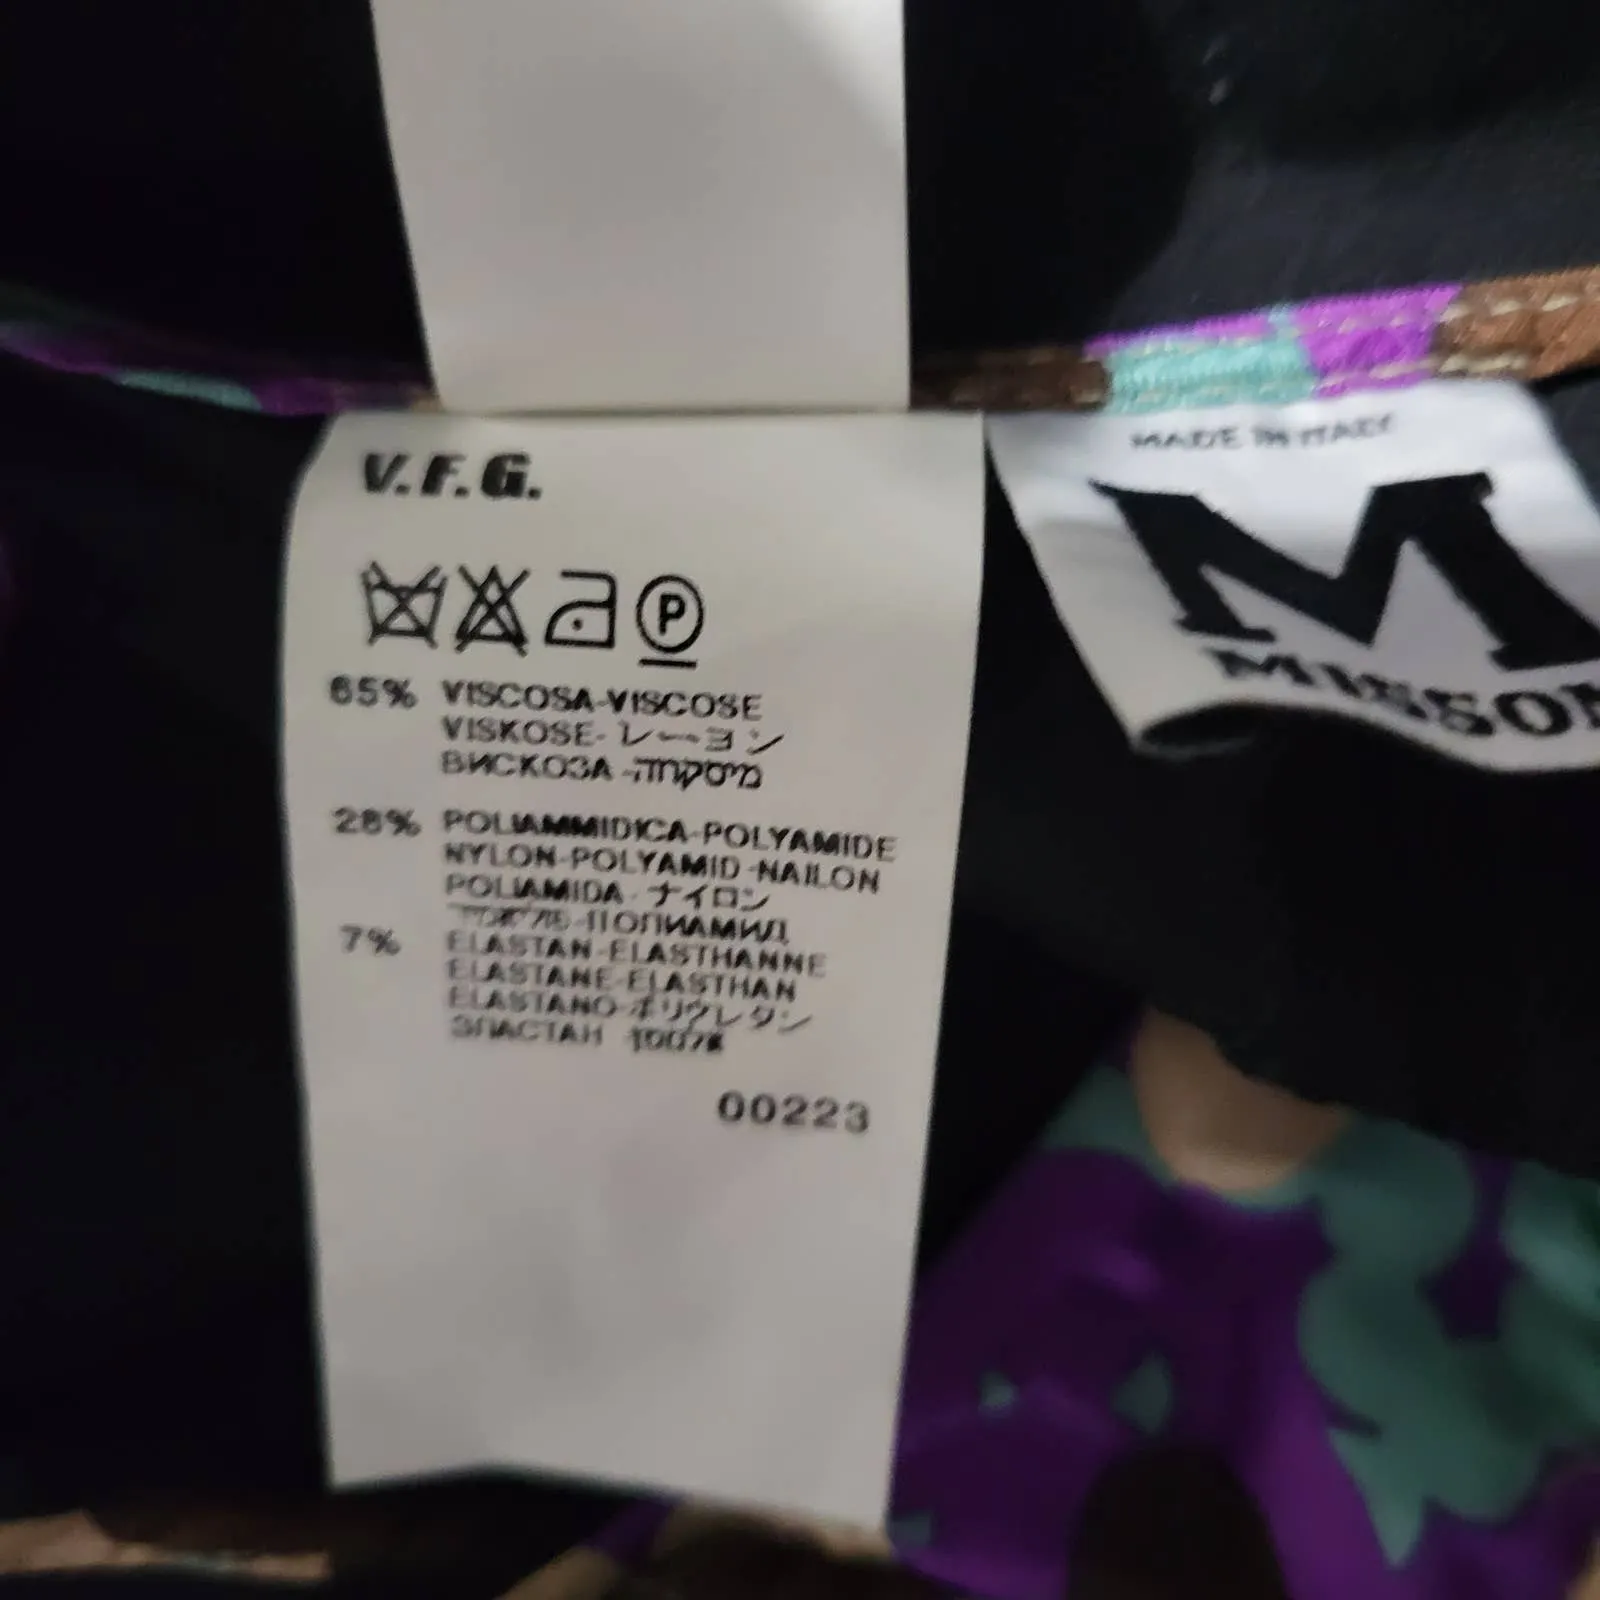 V.F.G.
65% VISCOSA-VISCOSE
VISKOSE-レーヨン
ВИСКОЗА
28% POLIAMMIDICA-POLYAMIDE
NYLON-POLYAMID-NAILON
POLIAMIDA-ナイロン
ПОЛИАМИД
7% ELASTAN-ELASTHANNE
ELASTANE-ELASTHAN
ELASTANO-ポリウレタン
ЭЛАСТАН
00223
MADE IN ITALY
M
MISSON